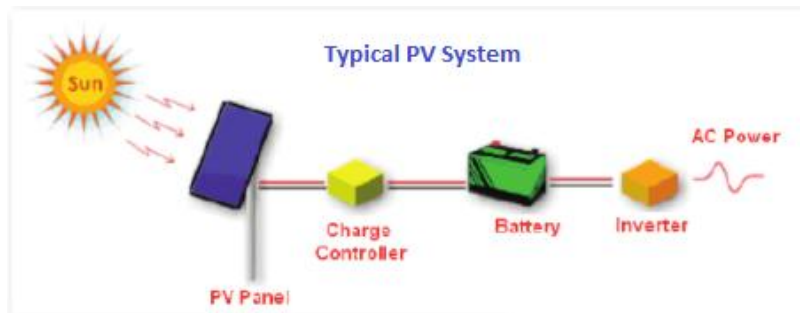 Typical PV System
Sun
AC Power
Charge
Controller
Battery
Inverter
PV Panel